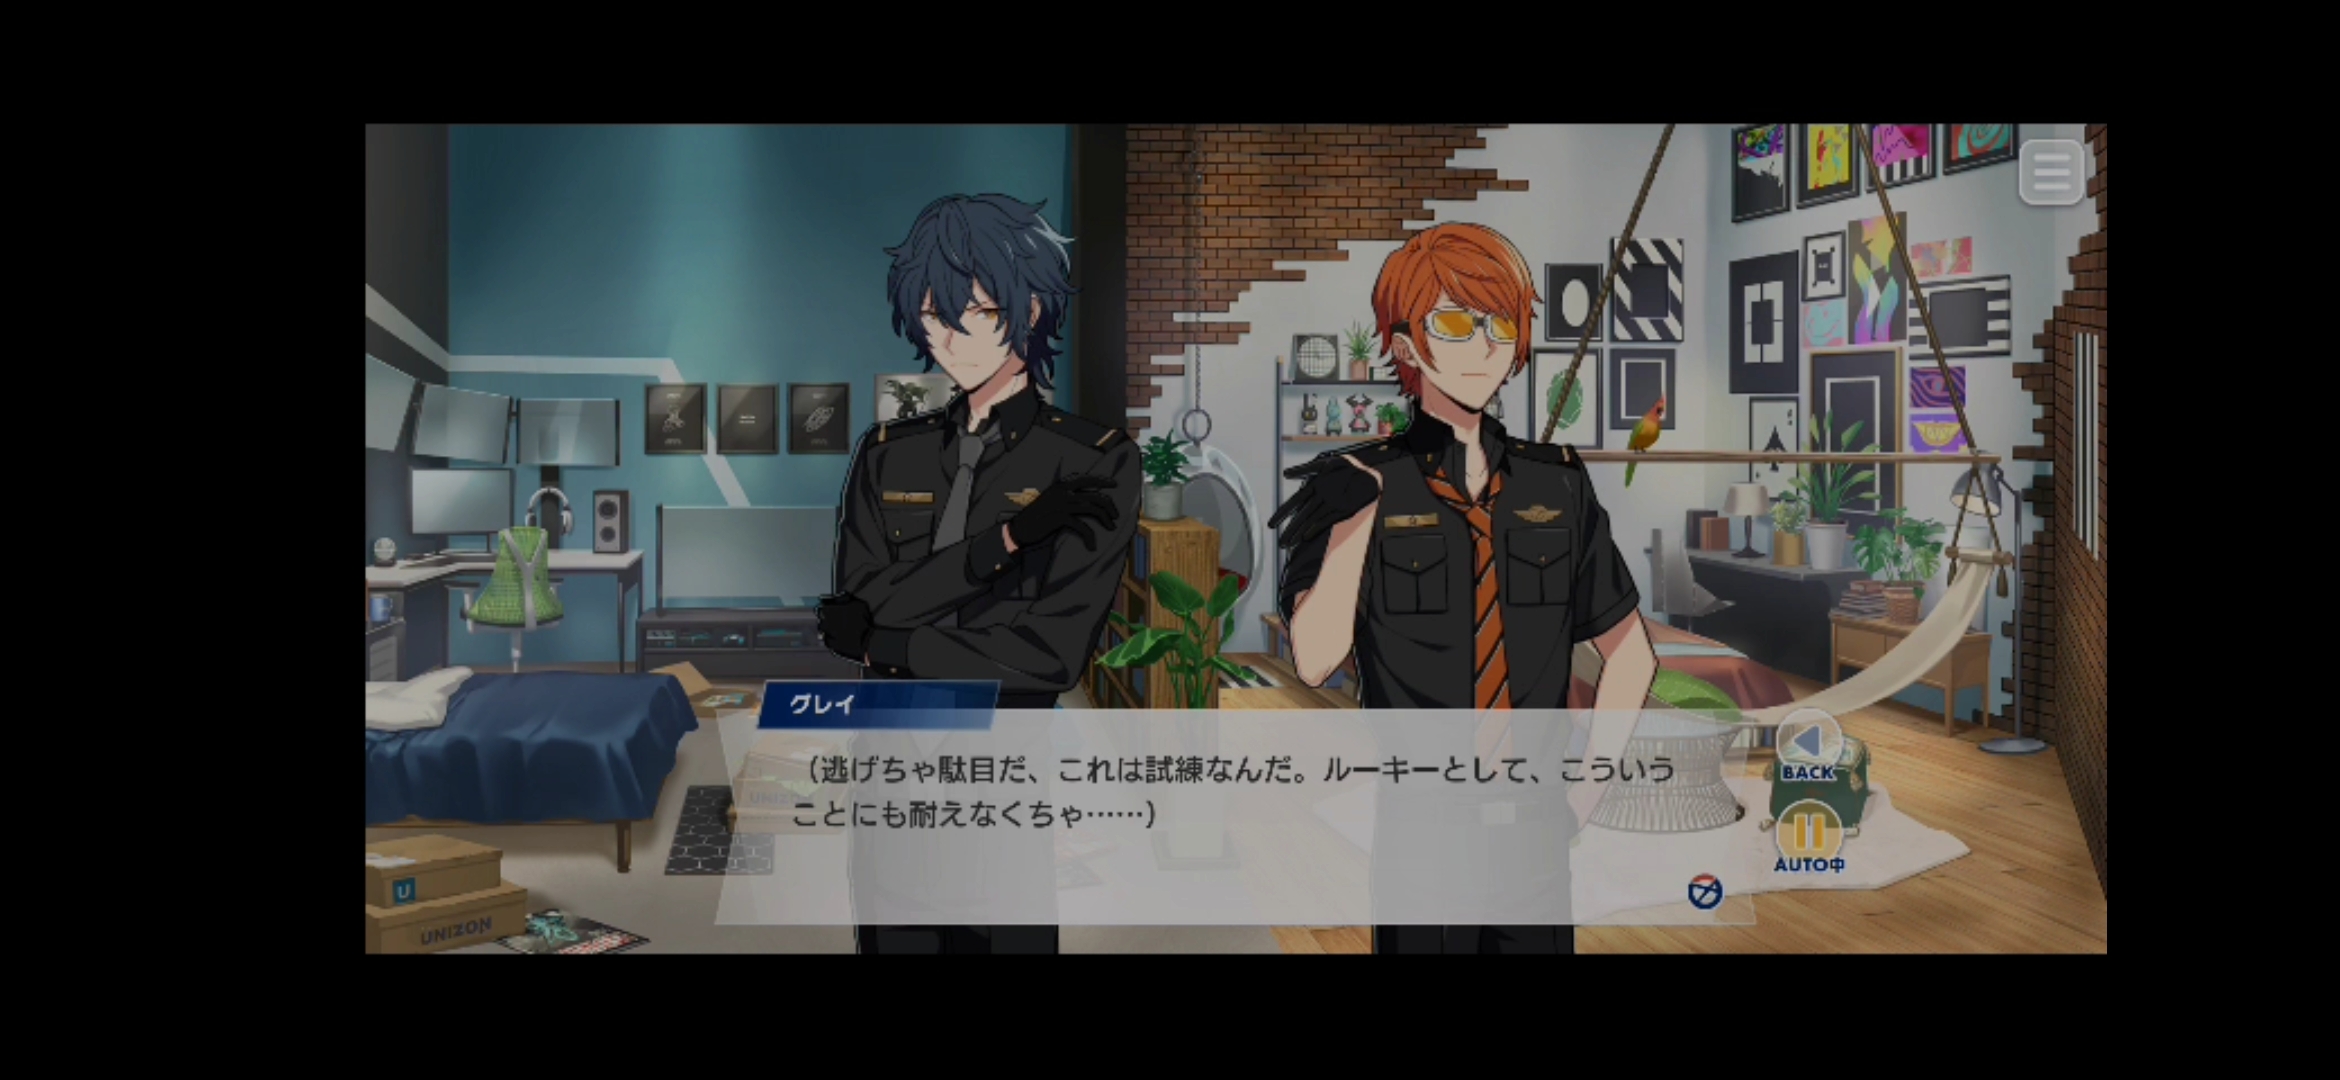 グレイ
（逃げちゃ駄目だ、これは試練なんだ。ルーキーとして、こういう
ことにも耐えなくちゃ……）
BACK
AUTO中
U
UNIZON